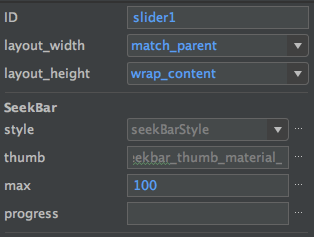 ID slider1
layout_width match_parent
layout_height wrap_content
SeekBar
style seekBarStyle
thumb ekbar_thumb_material_
max 100
progress